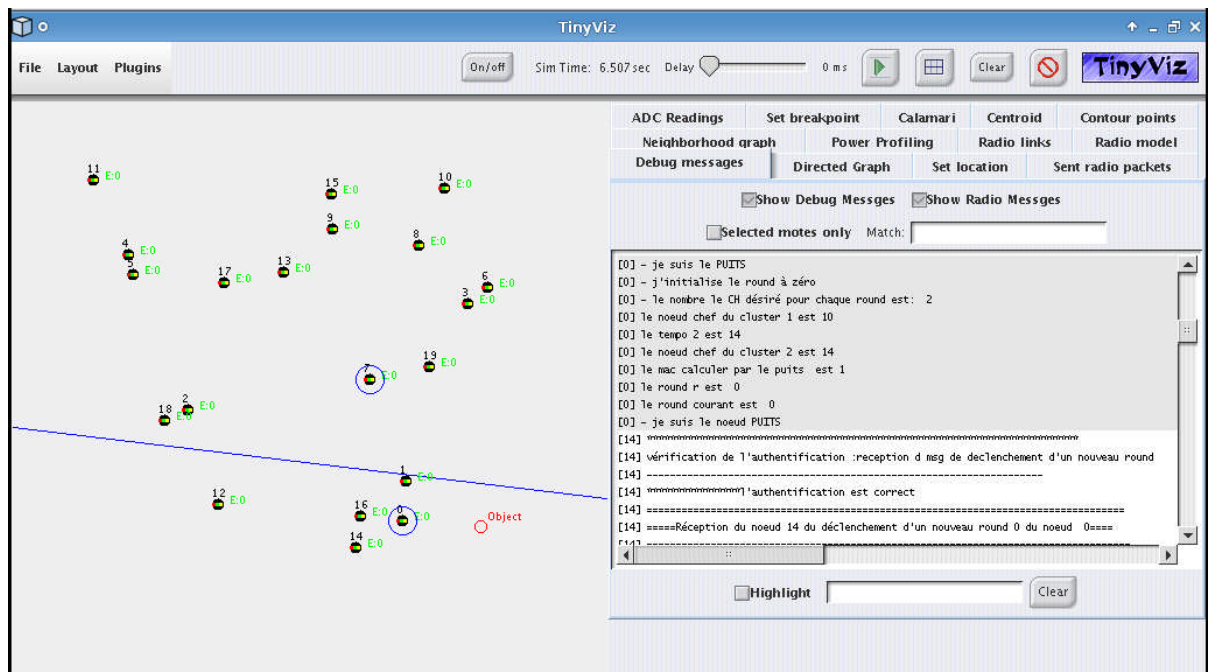 TinyViz
File Layout Plugins
On/off Sim Time: 6.507 sec Delay 0 ms Clear TinyViz
ADC Readings Set breakpoint Calamari Centroid Contour points
Neighborhood graph Power Profiling Radio links Radio model
Debug messages Directed Graph Set location Sent radio packets
Show Debug Messges Show Radio Messges
Selected motes only Match:
[0] - je suis le PUITS
[0] - j'initialise le round à zéro
[0] - le nombre le CH désiré pour chaque round est: 2
[0] le noeud chef du cluster 1 est 10
[0] le tempo 2 est 14
[0] le noeud chef du cluster 2 est 14
[0] le mac calculer par le puits est 1
[0] le round r est 0
[0] le round courant est 0
[0] - je suis le noeud PUITS
[14]
[14] vérification de l'authentification :reception d msg de declenchement d'un nouveau round
[14] ------------------------------------------------------------------
[14] l'authentification est correct
[14] ================================================================
[14] =====Réception du noeud 14 du déclenchement d'un nouveau round 0 du noeud 0====
[14]
Highlight Clear
11 E:0
15 E:0
10 E:0
9 E:0
8 E:0
4 E:0
5 E:0
17 E:0
13 E:0
6 E:0
3 E:0
19 E:0
7 E:0
2 E:0
18 E:0
1 E:0
12 E:0
16 E:0
0 E:0
Object
14 E:0